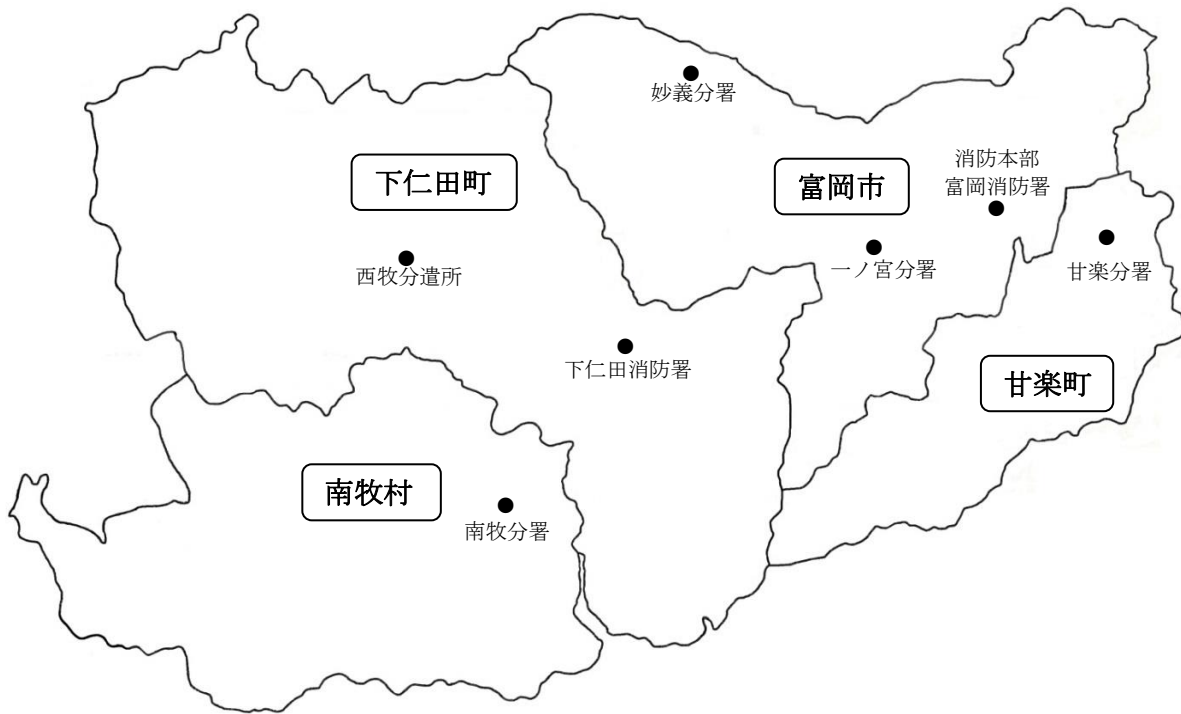 妙義分署
消防本部
富岡消防署
下仁田町
富岡市
西牧分遣所
一ノ宮分署
甘楽分署
下仁田消防署
甘楽町
南牧村
南牧分署